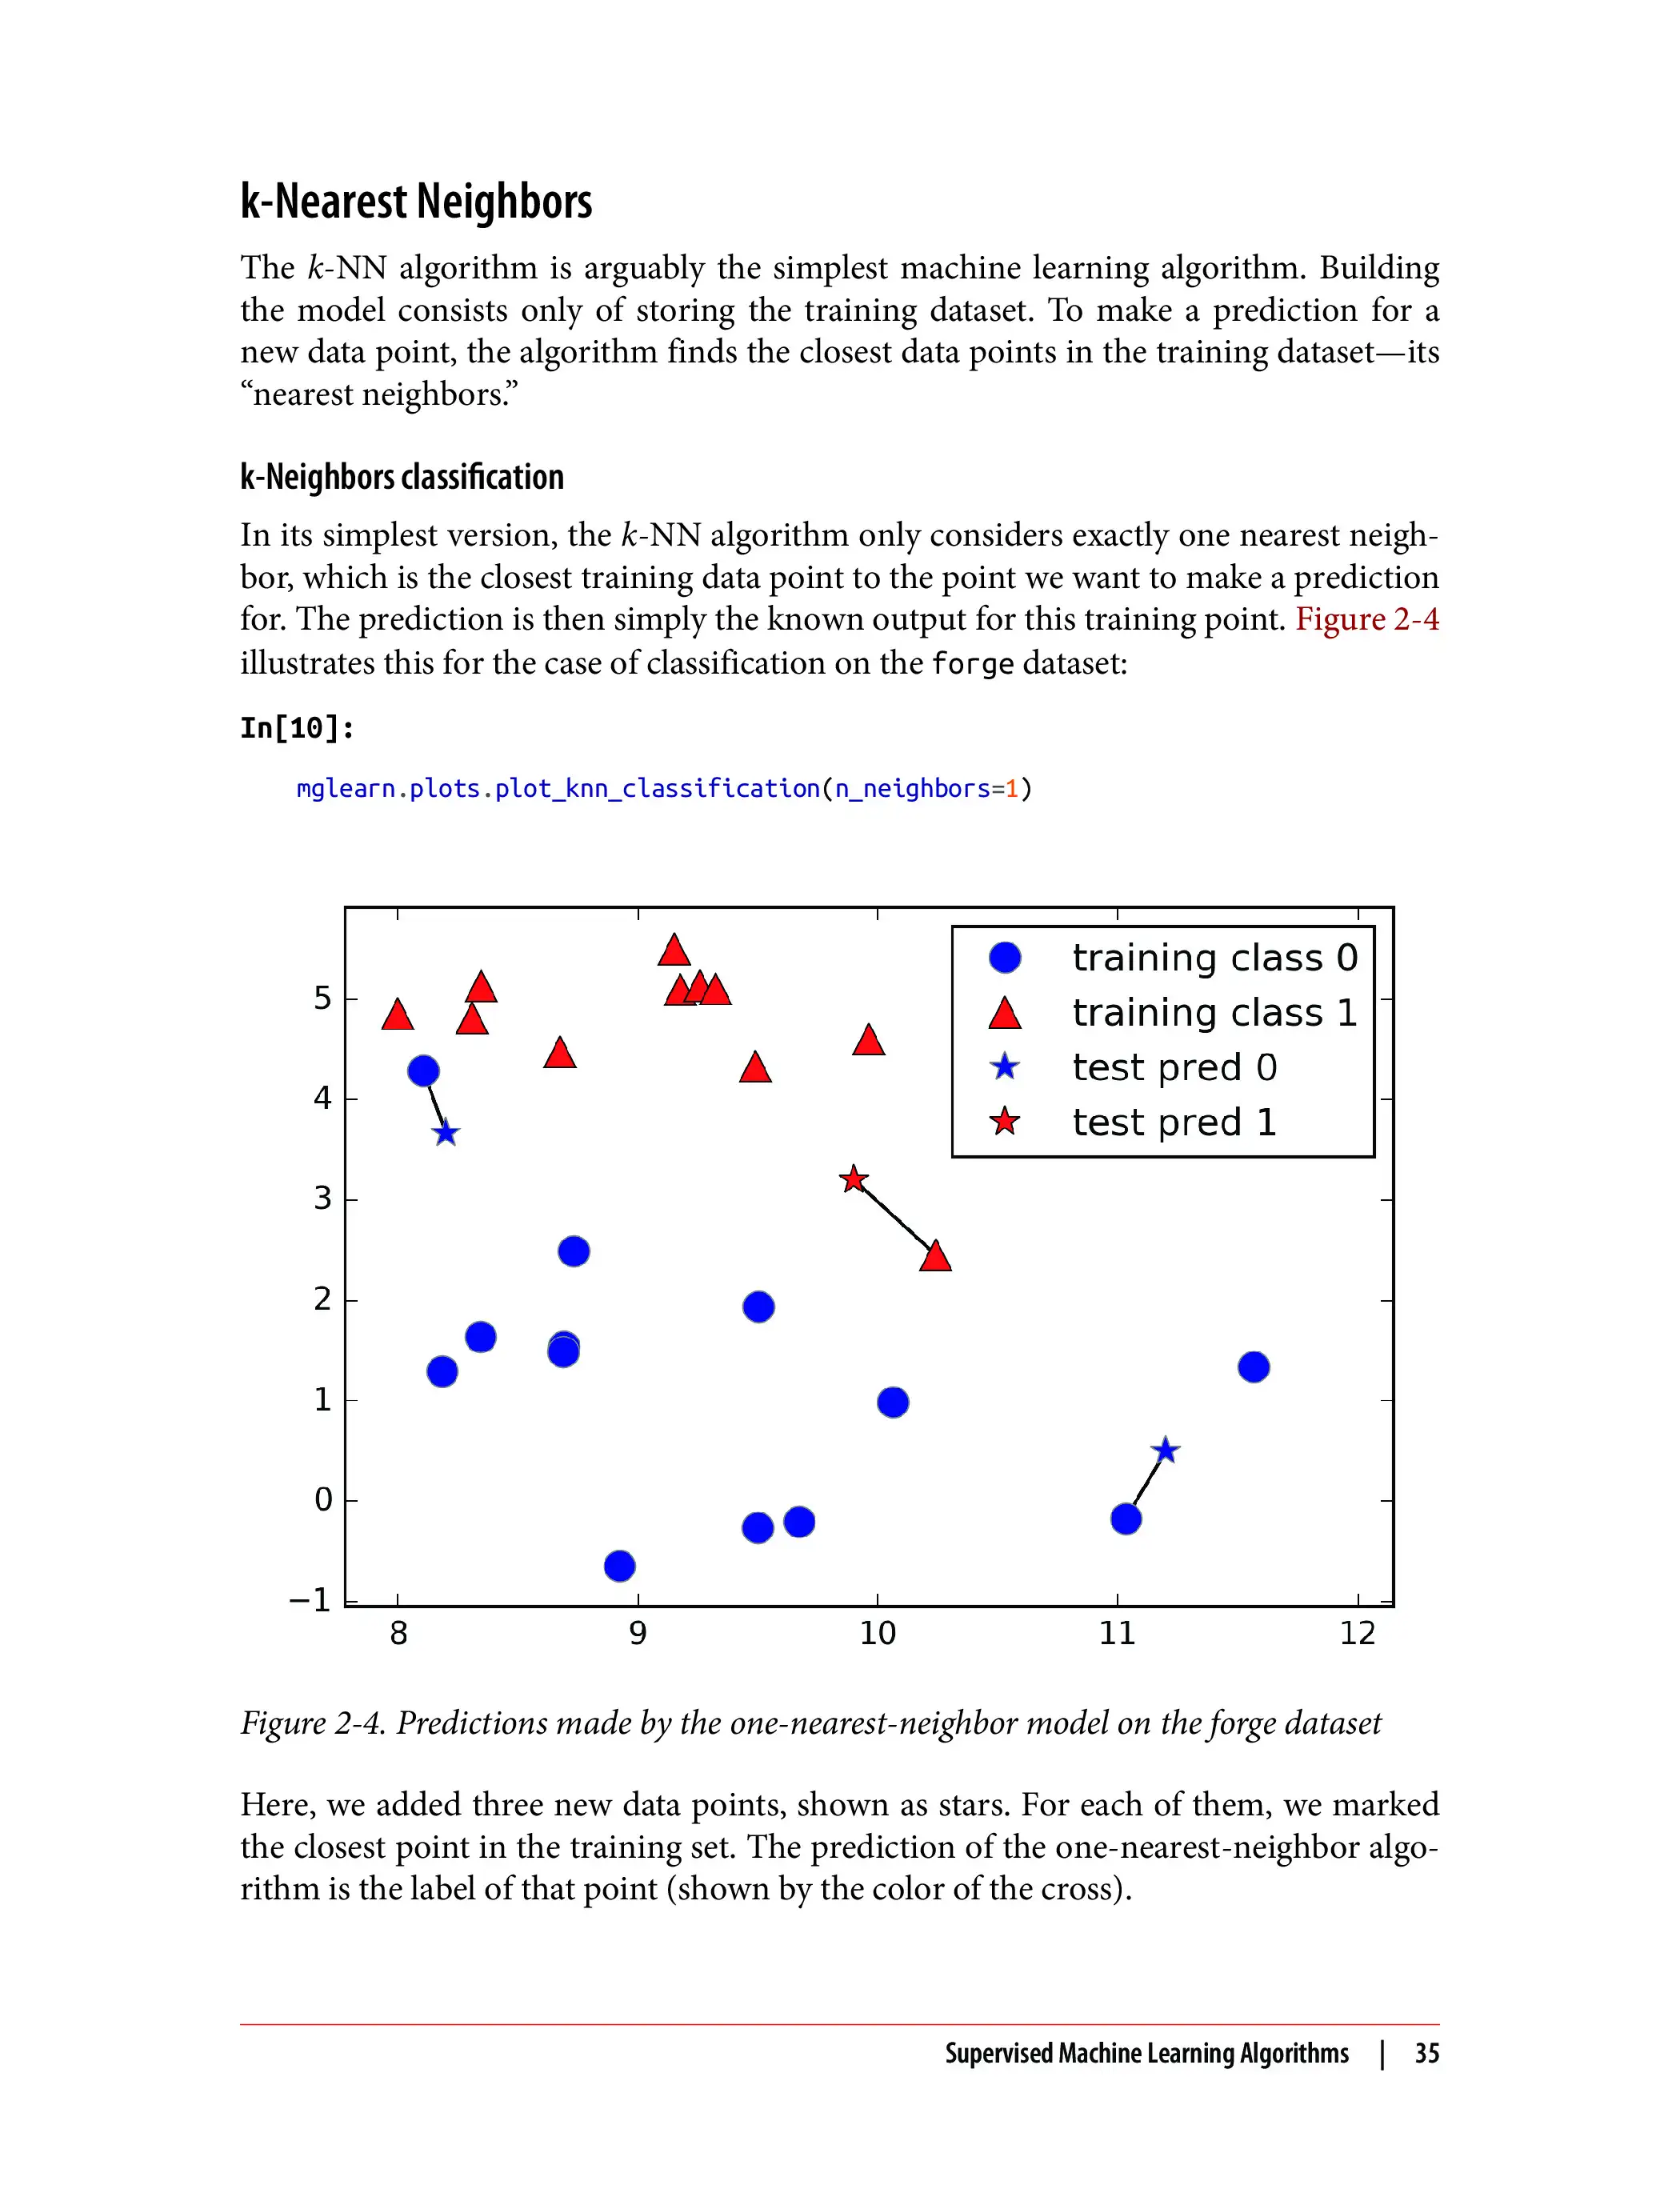 k-Nearest Neighbors
The k-NN algorithm is arguably the simplest machine learning algorithm. Building
the model consists only of storing the training dataset. To make a prediction for a
new data point, the algorithm finds the closest data points in the training dataset—its
“nearest neighbors.”
k-Neighbors classification
In its simplest version, the k-NN algorithm only considers exactly one nearest neigh-
bor, which is the closest training data point to the point we want to make a prediction
for. The prediction is then simply the known output for this training point. Figure 2-4
illustrates this for the case of classification on the forge dataset:
In[10]:
mglearn.plots.plot_knn_classification(n_neighbors=1)
training class 0
training class 1
test pred 0
test pred 1
5
4
3
2
1
0
−1
8 9 10 11 12
Figure 2-4. Predictions made by the one-nearest-neighbor model on the forge dataset
Here, we added three new data points, shown as stars. For each of them, we marked
the closest point in the training set. The prediction of the one-nearest-neighbor algo-
rithm is the label of that point (shown by the color of the cross).
Supervised Machine Learning Algorithms | 35